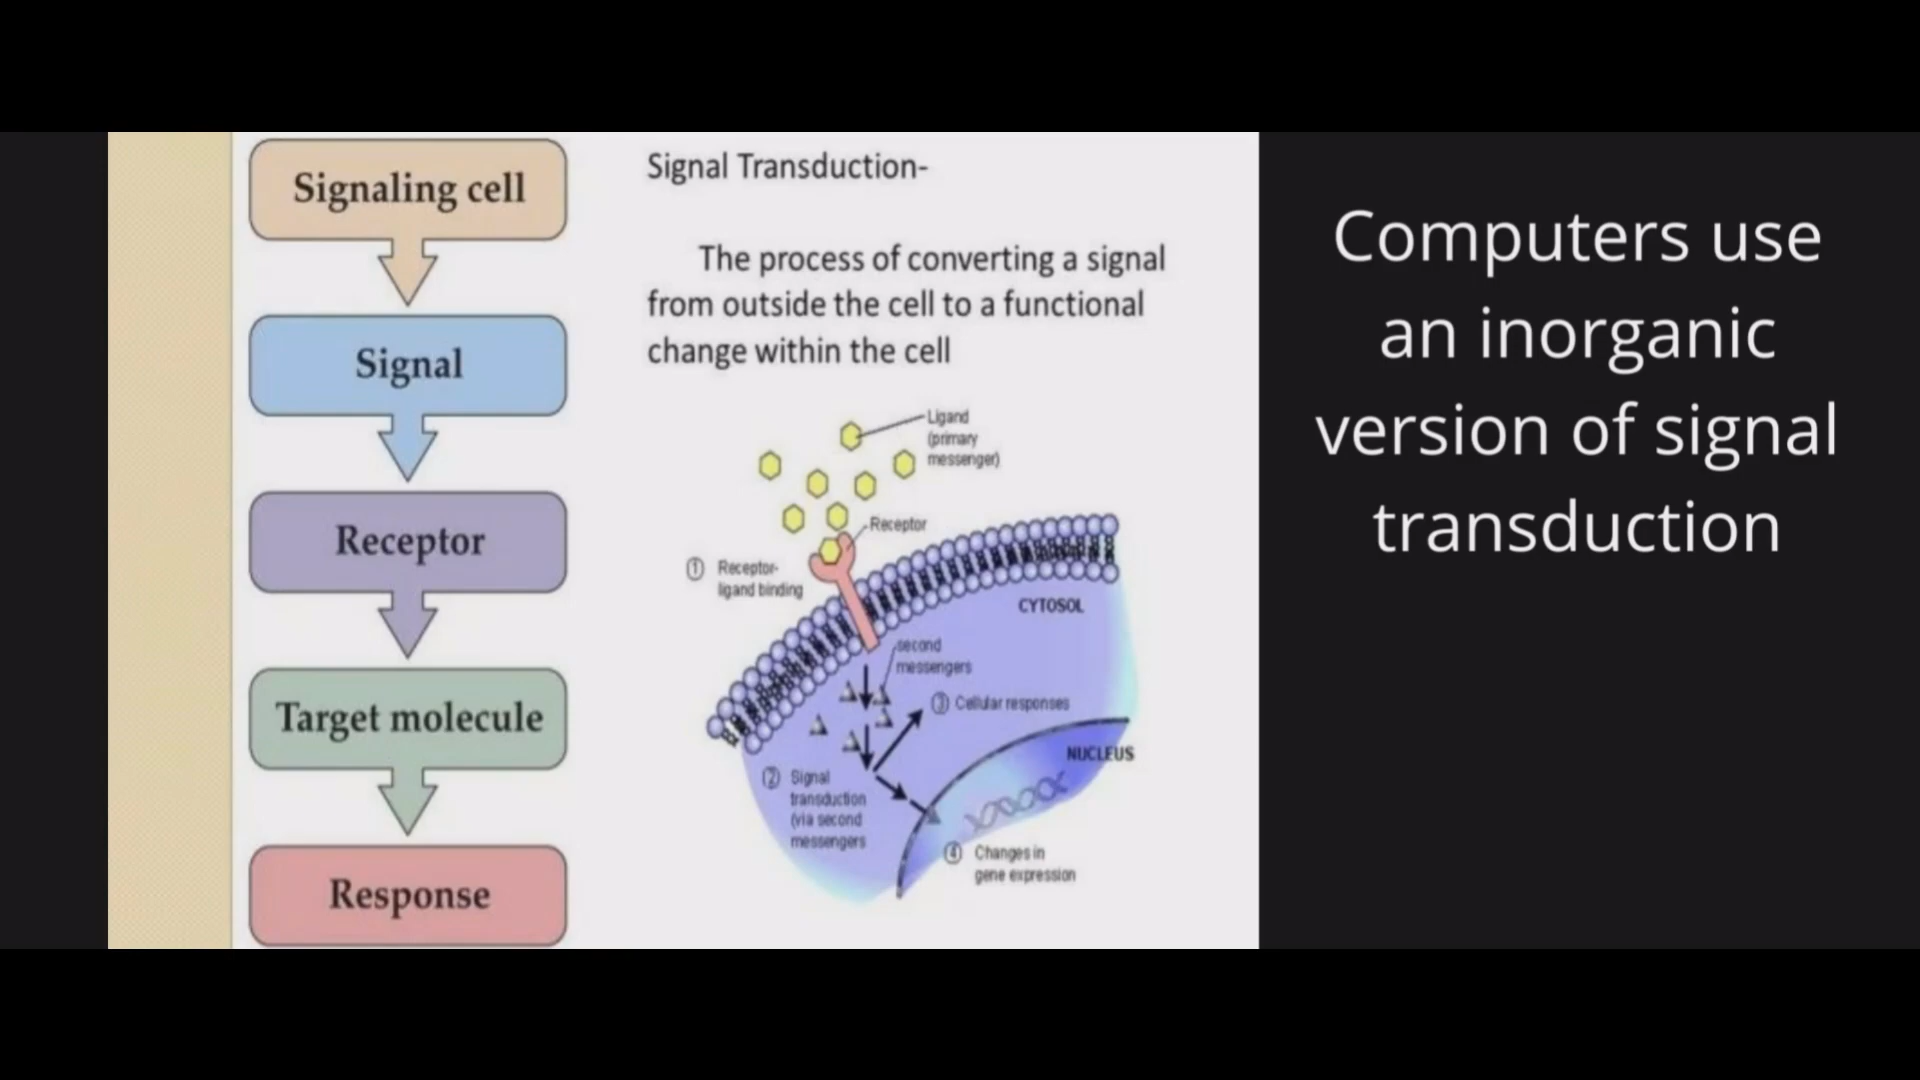 Signaling cell
Signal
Receptor
Target molecule
Response
Signal Transduction-
The process of converting a signal
from outside the cell to a functional
change within the cell
Ligand
(primary
messenger)
Receptor
① Receptor-
ligand binding
CYTOSOL
second
messengers
③ Cellular responses
NUCLEUS
② Signal
transduction
(via second
messengers
④ Changes in
gene expression
Computers use
an inorganic
version of signal
transduction